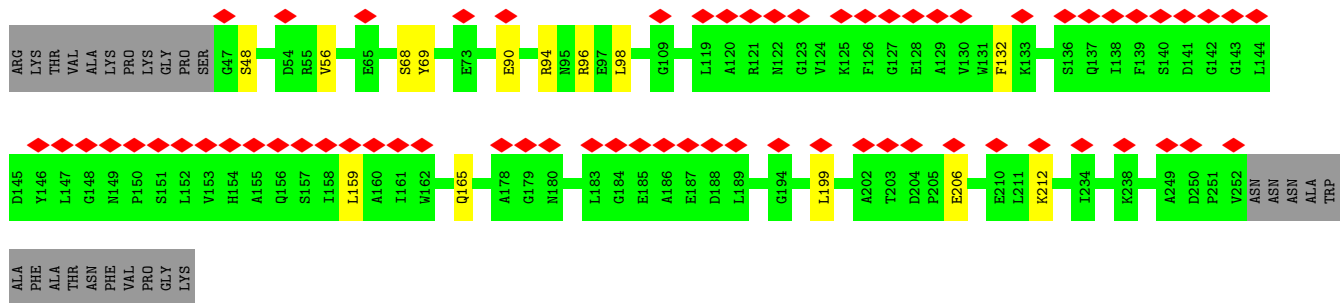 ARG LYS THR VAL ALA LYS PRO LYS GLY PRO SER G47 S48 D54 R55 V56 E65 S68 Y69 E73 E90 R94 N95 R96 E97 L98 G109 L119 A120 R121 N122 G123 V124 K125 F126 G127 E128 A129 V130 W131 F132 K133 S136 Q137 I138 F139 S140 D141 G142 G143 L144
D145 Y146 L147 G148 N149 P150 S151 L152 V153 H154 A155 Q156 S157 I158 L159 A160 I161 W162 Q165 A178 G179 N180 L183 G184 E185 A186 E187 D188 L189 G194 L199 A202 T203 D204 P205 E206 E210 L211 K212 I234 K238 A249 D250 P251 V252 ASN ASN ASN ALA TRP
ALA PHE ALA THR ASN PHE VAL PRO GLY LYS